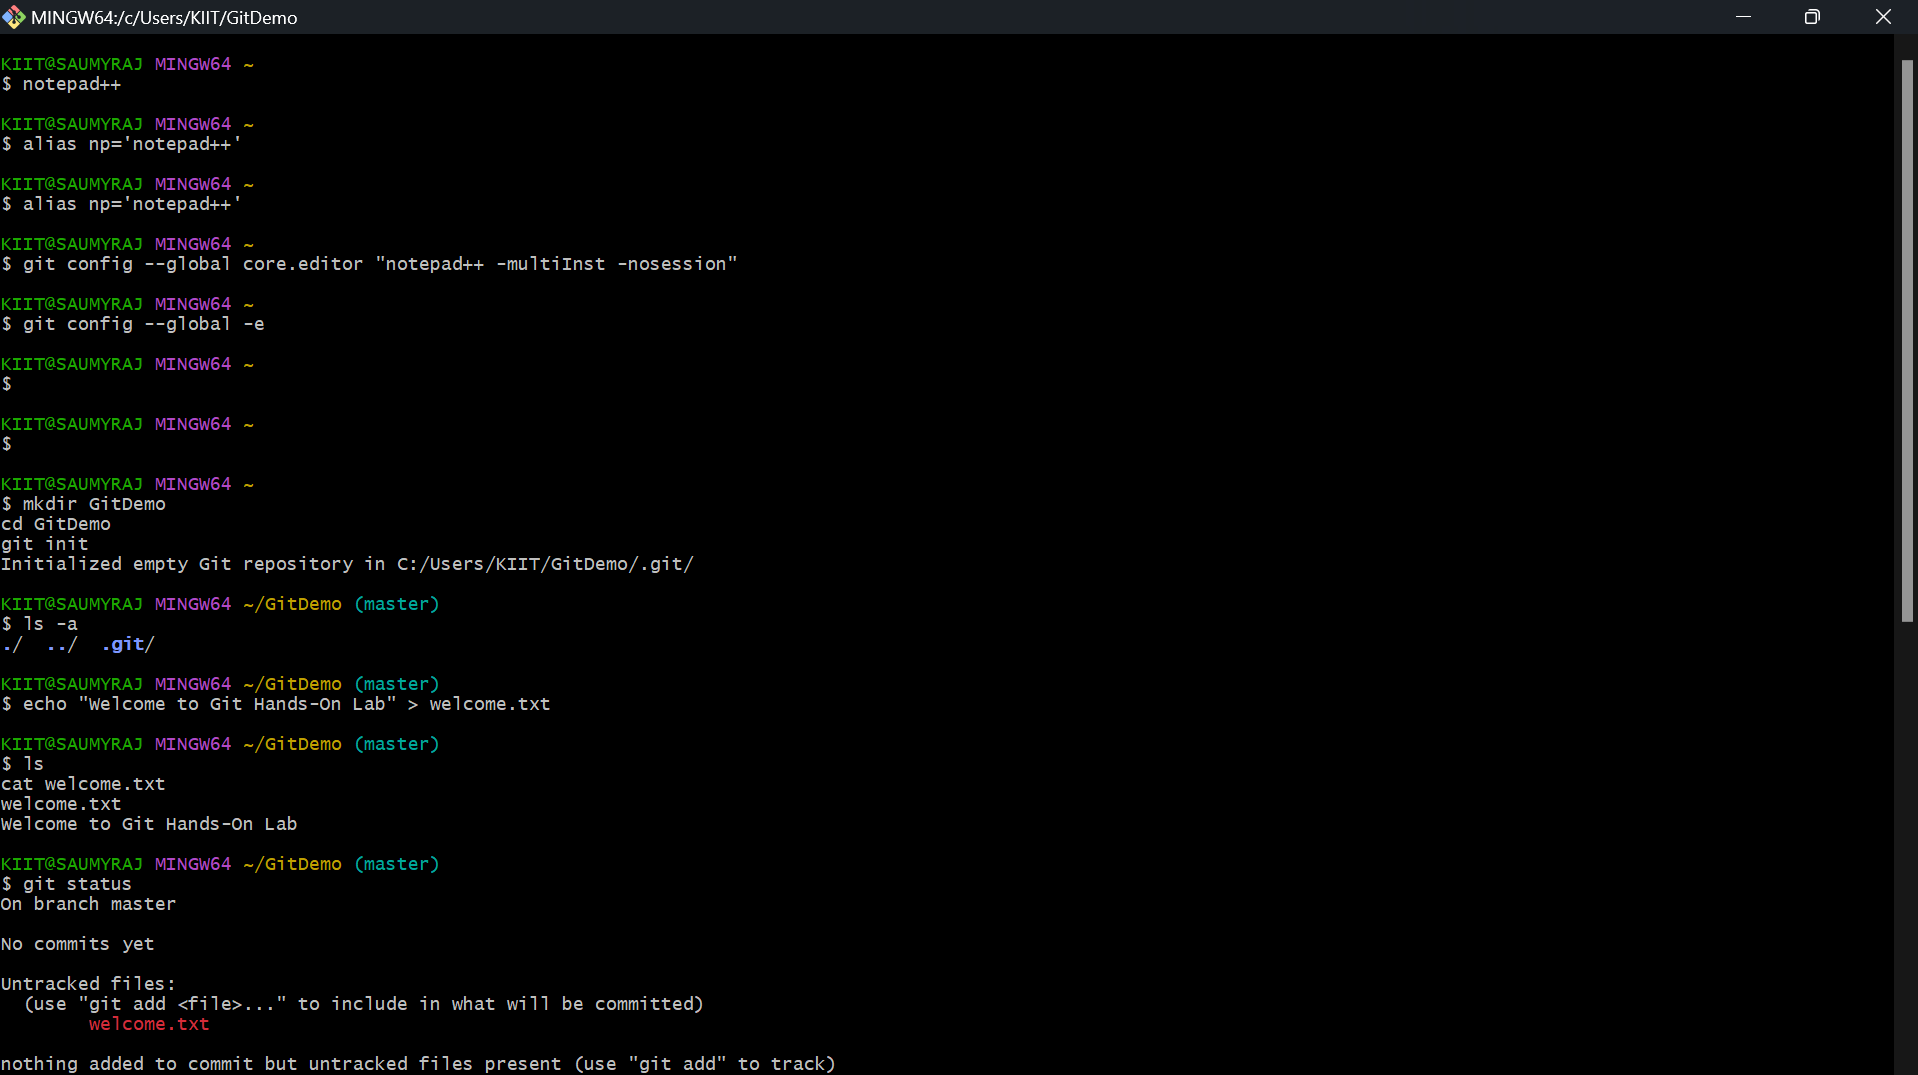 MINGW64:/c/Users/KIIT/GitDemo
KIIT@SAUMYRAJ MINGW64 ~
$ notepad++
KIIT@SAUMYRAJ MINGW64 ~
$ alias np='notepad++'
KIIT@SAUMYRAJ MINGW64 ~
$ alias np='notepad++'
KIIT@SAUMYRAJ MINGW64 ~
$ git config --global core.editor "notepad++ -multiInst -nosession"
KIIT@SAUMYRAJ MINGW64 ~
$ git config --global -e
KIIT@SAUMYRAJ MINGW64 ~
$
KIIT@SAUMYRAJ MINGW64 ~
$
KIIT@SAUMYRAJ MINGW64 ~
$ mkdir GitDemo
cd GitDemo
git init
Initialized empty Git repository in C:/Users/KIIT/GitDemo/.git/
KIIT@SAUMYRAJ MINGW64 ~/GitDemo (master)
$ ls -a
./  ../  .git/
KIIT@SAUMYRAJ MINGW64 ~/GitDemo (master)
$ echo "Welcome to Git Hands-On Lab" > welcome.txt
KIIT@SAUMYRAJ MINGW64 ~/GitDemo (master)
$ ls
cat welcome.txt
welcome.txt
Welcome to Git Hands-On Lab
KIIT@SAUMYRAJ MINGW64 ~/GitDemo (master)
$ git status
On branch master
No commits yet
Untracked files:
  (use "git add <file>..." to include in what will be committed)
        welcome.txt
nothing added to commit but untracked files present (use "git add" to track)